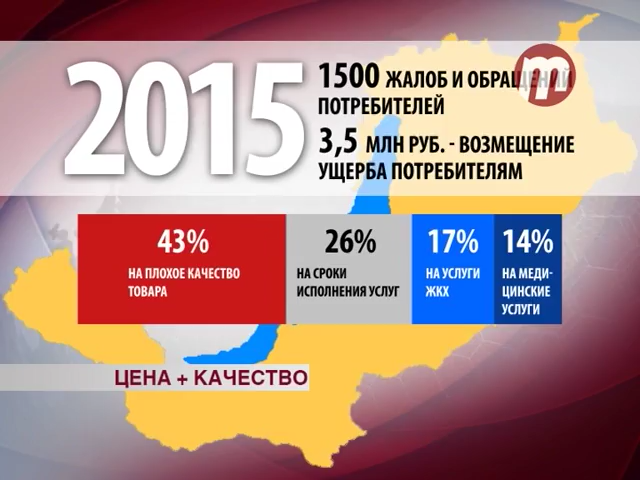 2015
1500 ЖАЛОБ И ОБРАЩЕНИЙ
ПОТРЕБИТЕЛЕЙ
3,5 МЛН РУБ. - ВОЗМЕЩЕНИЕ
УЩЕРБА ПОТРЕБИТЕЛЯМ
43%
НА ПЛОХОЕ КАЧЕСТВО
ТОВАРА
26%
НА СРОКИ
ИСПОЛНЕНИЯ УСЛУГ
17%
НА УСЛУГИ
ЖКХ
14%
НА МЕДИ-
ЦИНСКИЕ
УСЛУГИ
ЦЕНА + КАЧЕСТВО